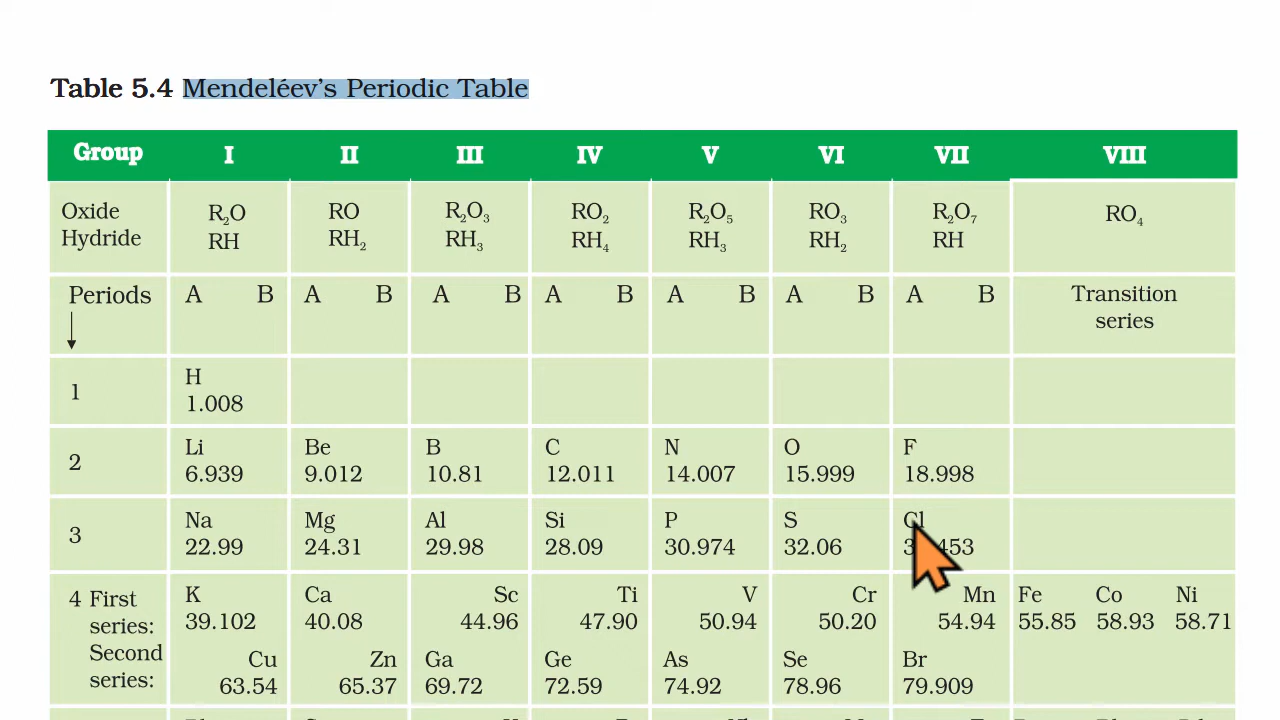 Table 5.4 Mendeléev's Periodic Table
Group I II III IV V VI VII VIII
Oxide R₂O RO R₂O₃ RO₂ R₂O₅ RO₃ R₂O₇ RO₄
Hydride RH RH₂ RH₃ RH₄ RH₃ RH₂ RH
Periods A B A B A B A B A B A B A B Transition
series
↓
H
1 1.008
Li Be B C N O F
2 6.939 9.012 10.81 12.011 14.007 15.999 18.998
Na Mg Al Si P S Cl
3 22.99 24.31 29.98 28.09 30.974 32.06
4 First K Ca Sc Ti V Cr Mn Fe Co Ni
series: 39.102 40.08 44.96 47.90 50.94 50.20 54.94 55.85 58.93 58.71
Second Cu Zn Ga Ge As Se Br
series: 63.54 65.37 69.72 72.59 74.92 78.96 79.909